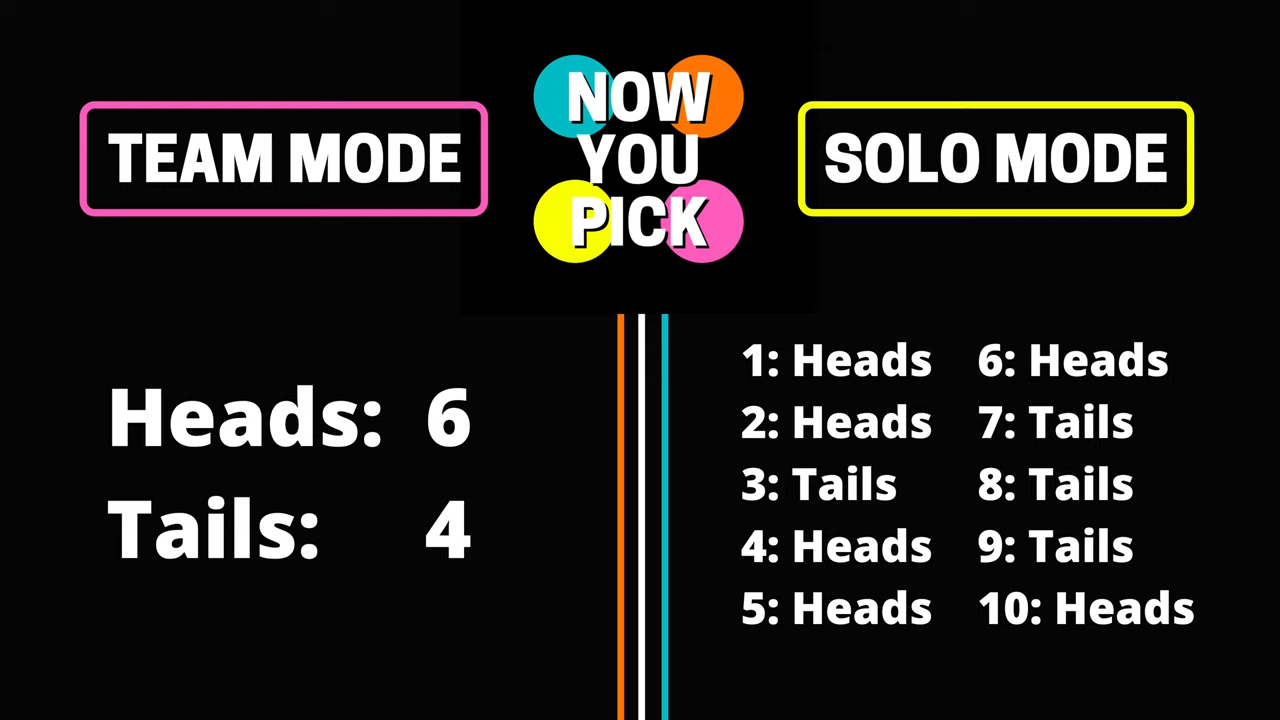 NOW
YOU
PICK
TEAM MODE
Heads: 6
Tails: 4
SOLO MODE
1: Heads
2: Heads
3: Tails
4: Heads
5: Heads
6: Heads
7: Tails
8: Tails
9: Tails
10: Heads